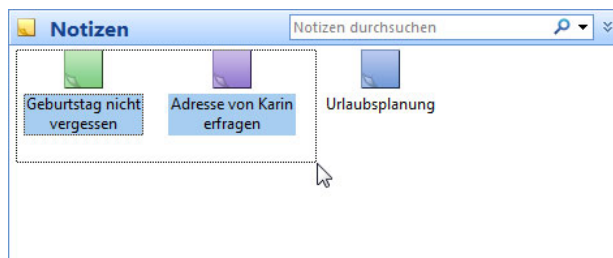 Notizen
Notizen durchsuchen
Geburtstag nicht
vergessen
Adresse von Karin
erfragen
Urlaubsplanung